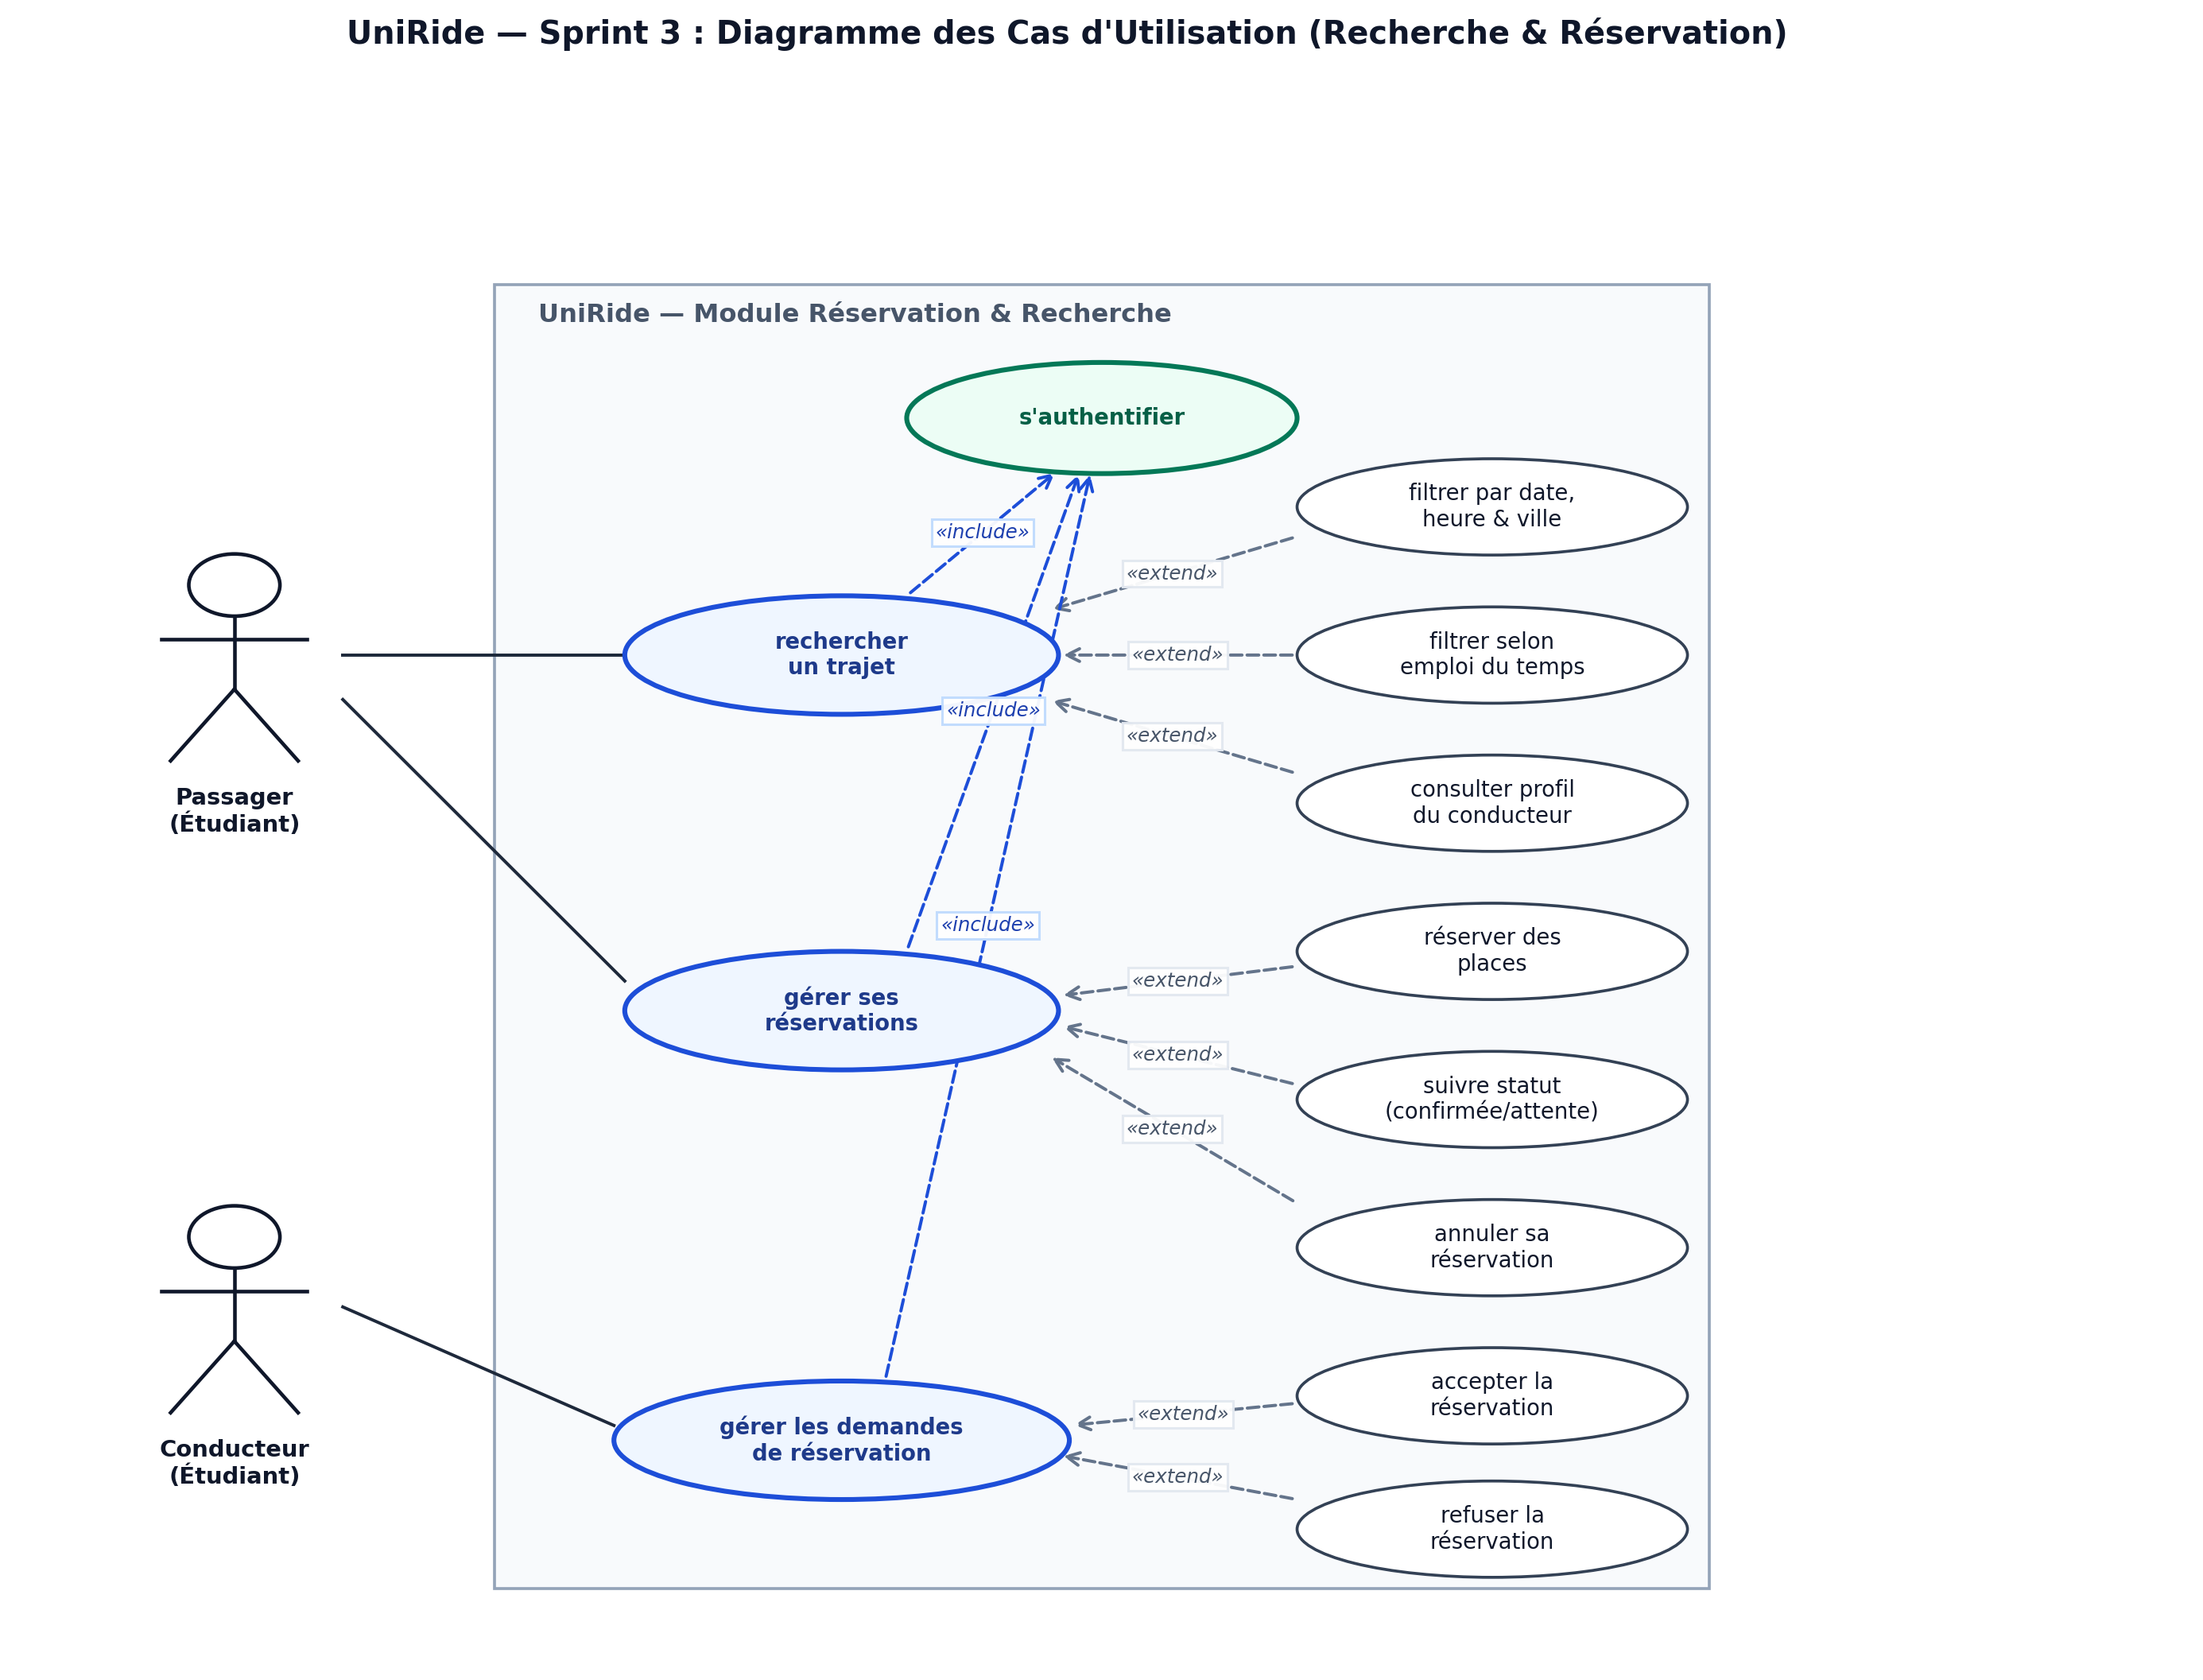 UniRide — Sprint 3 : Diagramme des Cas d'Utilisation (Recherche & Réservation)
UniRide — Module Réservation & Recherche
s'authentifier
filtrer par date,
heure & ville
«include»
«extend»
rechercher
un trajet
«extend»
filtrer selon
emploi du temps
«include»
«extend»
consulter profil
du conducteur
Passager
(Étudiant)
«include»
réserver des
places
gérer ses
réservations
«extend»
«extend»
suivre statut
(confirmée/attente)
«extend»
annuler sa
réservation
accepter la
réservation
«extend»
gérer les demandes
de réservation
Conducteur
(Étudiant)
«extend»
refuser la
réservation